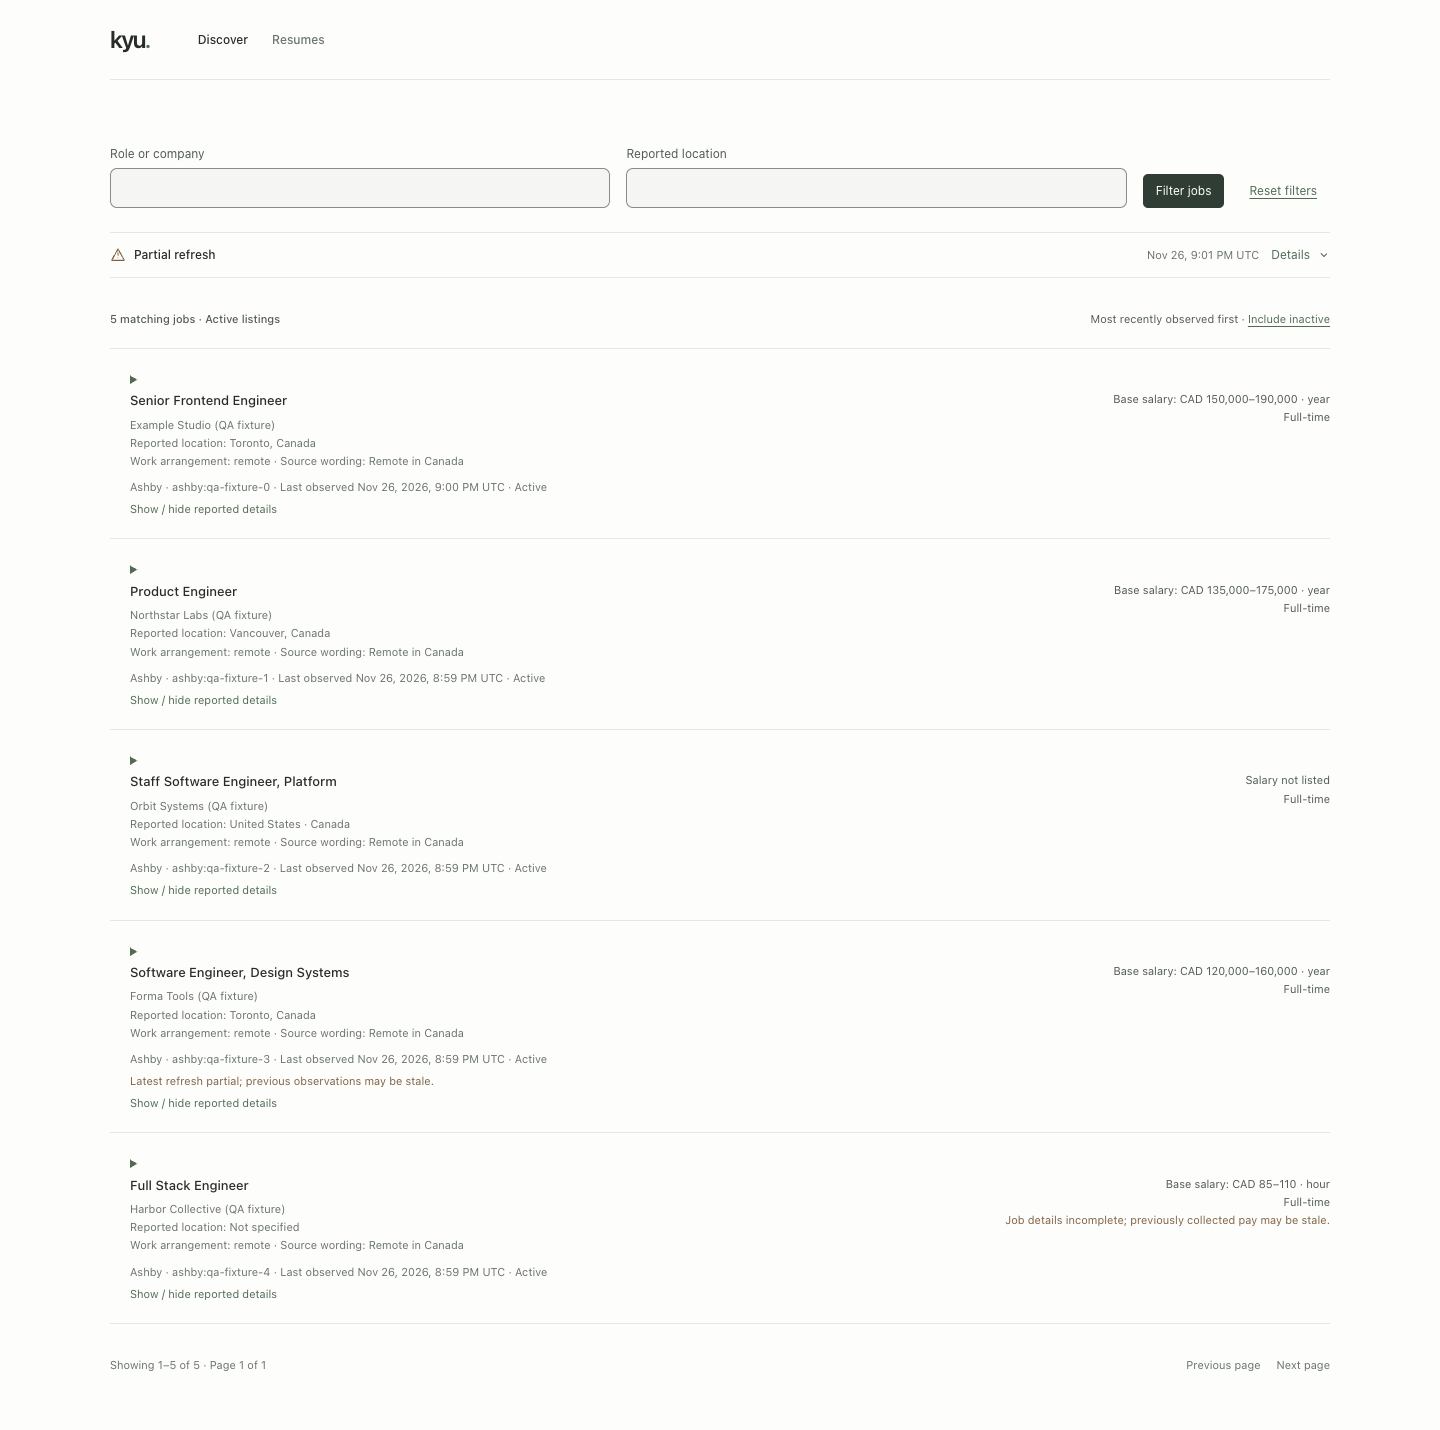 kyu.
Discover
Resumes
Role or company
Reported location
Filter jobs
Reset filters
Partial refresh
Nov 26, 9:01 PM UTC
Details
5 matching jobs · Active listings
Most recently observed first · Include inactive
Senior Frontend Engineer
Base salary: CAD 150,000–190,000 · year
Full-time
Example Studio (QA fixture)
Reported location: Toronto, Canada
Work arrangement: remote · Source wording: Remote in Canada
Ashby · ashby:qa-fixture-0 · Last observed Nov 26, 2026, 9:00 PM UTC · Active
Show / hide reported details
Product Engineer
Base salary: CAD 135,000–175,000 · year
Full-time
Northstar Labs (QA fixture)
Reported location: Vancouver, Canada
Work arrangement: remote · Source wording: Remote in Canada
Ashby · ashby:qa-fixture-1 · Last observed Nov 26, 2026, 8:59 PM UTC · Active
Show / hide reported details
Staff Software Engineer, Platform
Salary not listed
Full-time
Orbit Systems (QA fixture)
Reported location: United States · Canada
Work arrangement: remote · Source wording: Remote in Canada
Ashby · ashby:qa-fixture-2 · Last observed Nov 26, 2026, 8:59 PM UTC · Active
Show / hide reported details
Software Engineer, Design Systems
Base salary: CAD 120,000–160,000 · year
Full-time
Forma Tools (QA fixture)
Reported location: Toronto, Canada
Work arrangement: remote · Source wording: Remote in Canada
Ashby · ashby:qa-fixture-3 · Last observed Nov 26, 2026, 8:59 PM UTC · Active
Latest refresh partial; previous observations may be stale.
Show / hide reported details
Full Stack Engineer
Base salary: CAD 85–110 · hour
Full-time
Job details incomplete; previously collected pay may be stale.
Harbor Collective (QA fixture)
Reported location: Not specified
Work arrangement: remote · Source wording: Remote in Canada
Ashby · ashby:qa-fixture-4 · Last observed Nov 26, 2026, 8:59 PM UTC · Active
Show / hide reported details
Showing 1–5 of 5 · Page 1 of 1
Previous page
Next page